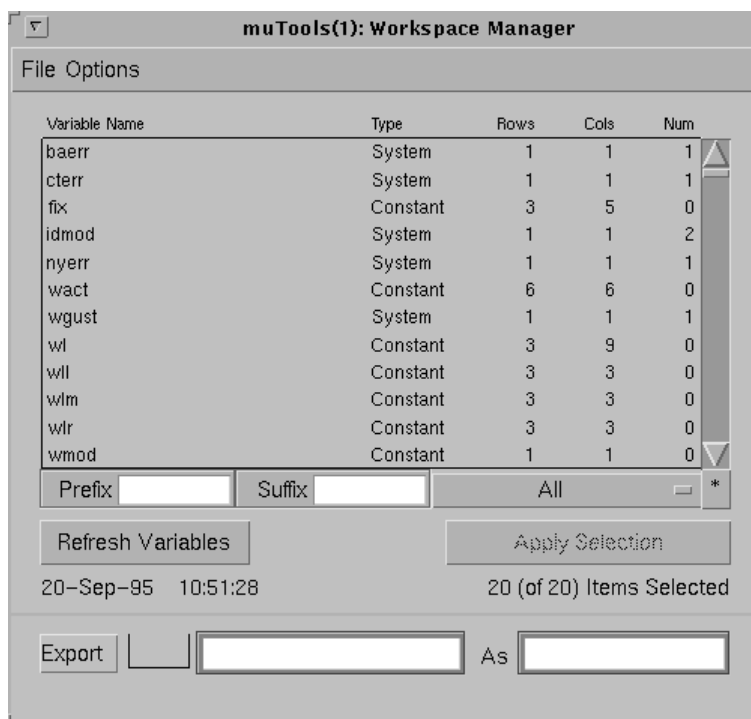 muTools(1): Workspace Manager
File Options
Variable Name Type Rows Cols Num
baerr System 1 1 1
cterr System 1 1 1
fix Constant 3 5 0
idmod System 1 1 2
nyerr System 1 1 1
wact Constant 6 6 0
wgust System 1 1 1
wl Constant 3 9 0
wll Constant 3 3 0
wlm Constant 3 3 0
wlr Constant 3 3 0
wmod Constant 1 1 0
Prefix Suffix All *
Refresh Variables Apply Selection
20-Sep-95 10:51:28 20 (of 20) Items Selected
Export As